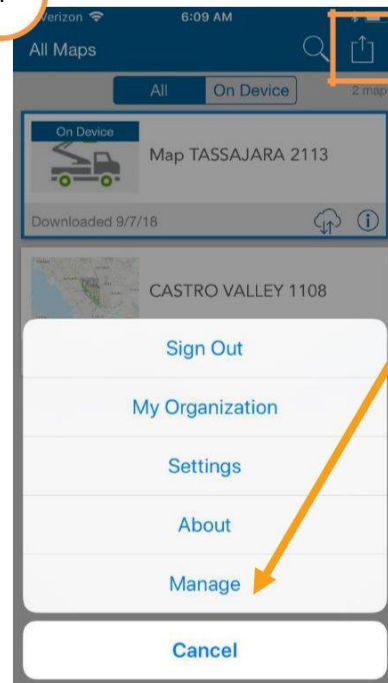 Verizon 6:09 AM
All Maps
All On Device 2 map
On Device
Map TASSAJARA 2113
Downloaded 9/7/18
CASTRO VALLEY 1108
Sign Out
My Organization
Settings
About
Manage
Cancel